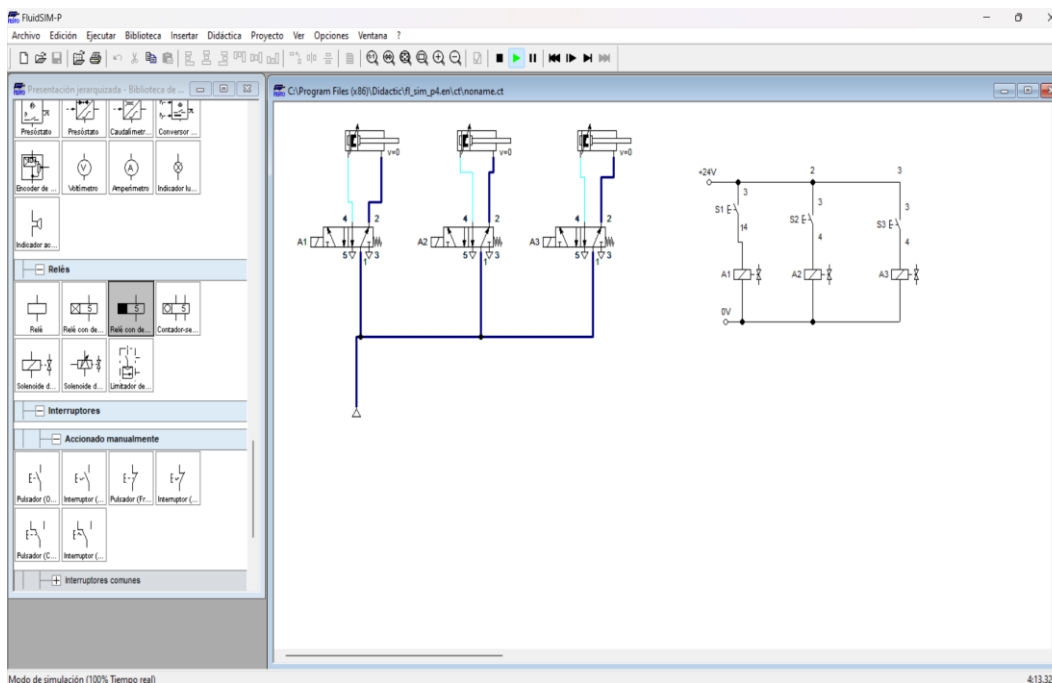 FluidSIM-P
Archivo Edición Ejecutar Biblioteca Insertar Didáctica Proyecto Ver Opciones Ventana ?
Presentación jerarquizada - Biblioteca de ...
Presóstato Presóstato Caudalímetr... Conversor ...
Encoder de ... Voltímetro Amperímetro Indicador lu...
Indicador ac...
Relés
5 5 5
Relé Relé con de... Relé con de... Contador-se...
Solenoide d... Solenoide d... Limitador de...
Interruptores
Accionado manualmente
Pulsador (O... Interruptor (... Pulsador (Fr... Interruptor (...
Pulsador (C... Interruptor (...
Interruptores comunes
C:\Program Files (x86)\Didactic\fl_sim_p4.en\ct\noname.ct
v=0 v=0 v=0
4 2 4 2 4 2
A1 A2 A3
5 3 5 3 5 3
1 1 1
+24V 2 3
3 3 3
S1 S2 S3
14 4 4
A1 A2 A3
0V
Modo de simulación (100% Tiempo real)
4:13.32